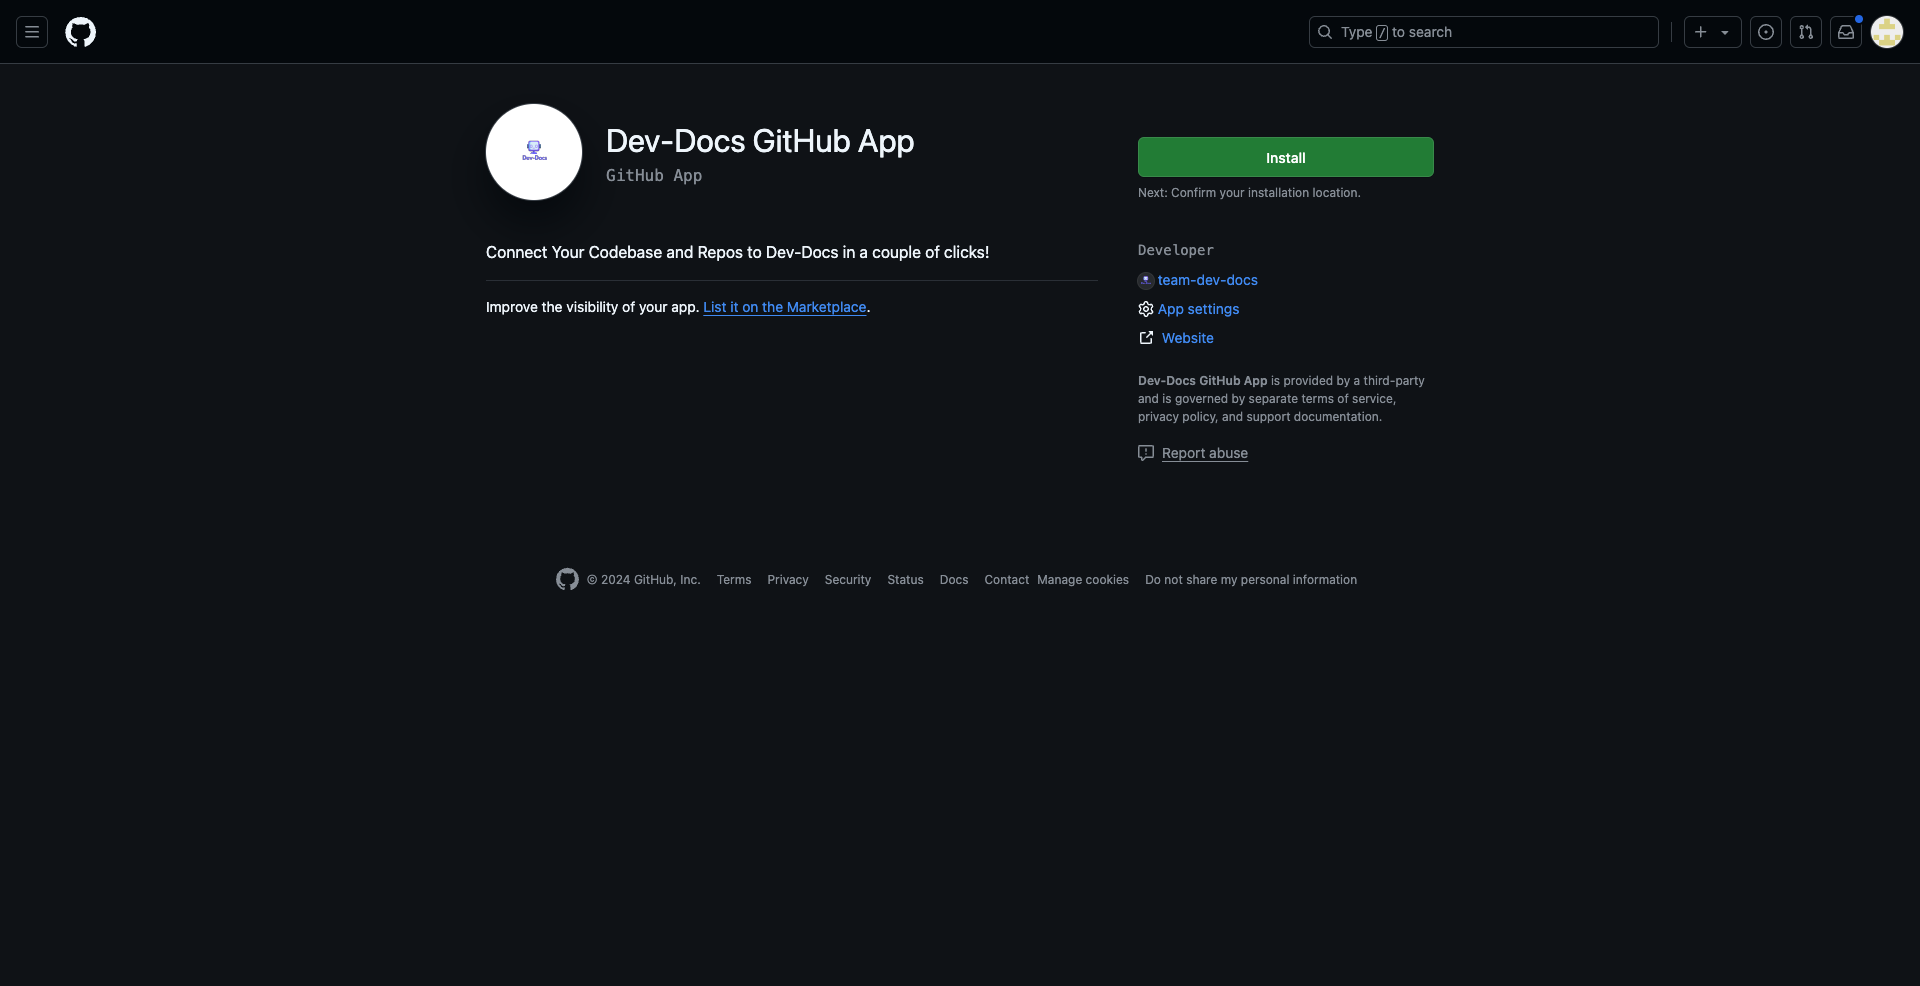 Type / to search
Dev-Docs
Dev-Docs GitHub App
GitHub App
Connect Your Codebase and Repos to Dev-Docs in a couple of clicks!
Improve the visibility of your app. List it on the Marketplace.
Install
Next: Confirm your installation location.
Developer
team-dev-docs
App settings
Website
Dev-Docs GitHub App is provided by a third-party
and is governed by separate terms of service,
privacy policy, and support documentation.
Report abuse
© 2024 GitHub, Inc. Terms Privacy Security Status Docs Contact Manage cookies Do not share my personal information